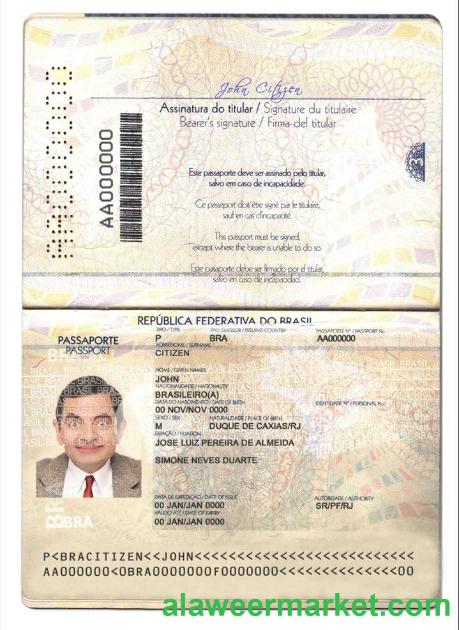 John Citizen
Assinatura do titular / Signature du titulaire
Bearer's signature / Firma del titular
AA000000
AA000000
Este passaporte deve ser assinado pelo titular,
salvo em caso de incapacidade.
Ce passeport doit être signé par le titulaire,
sauf en cas d'incapacité.
This passport must be signed,
except where the bearer is unable to do so.
Este pasaporte debe ser firmado por el titular,
salvo en caso de incapacidad.
3
REPÚBLICA FEDERATIVA DO BRASIL
PASSAPORTE
PASSPORT
TIPO / TYPE
PAÍS EMISSOR / ISSUING COUNTRY
PASSAPORTE Nº / PASSPORT No.
P
BRA
AA000000
SOBRENOME / SURNAME
CITIZEN
NOME / GIVEN NAMES
JOHN
NACIONALIDADE / NATIONALITY
BRASILEIRO(A)
DATA DO NASCIMENTO / DATE OF BIRTH
IDENTIDADE Nº / PERSONAL No.
00 NOV/NOV 0000
SEXO / SEX
NATURALIDADE / PLACE OF BIRTH
M
DUQUE DE CAXIAS/RJ
FILIAÇÃO / FILIATION
JOSE LUIZ PEREIRA DE ALMEIDA
SIMONE NEVES DUARTE
DATA DE EXPEDIÇÃO / DATE OF ISSUE
AUTORIDADE / AUTHORITY
00 JAN/JAN 0000
SR/PF/RJ
VÁLIDO ATÉ / DATE OF EXPIRY
00 JAN/JAN 0000
BRA
P<BRACITIZEN<<JOHN<<<<<<<<<<<<<<<<<<<<<<<<<<
AA000000<0BRA0000000F0000000<<<<<<<<<<<<<<00
alaweermarket.com